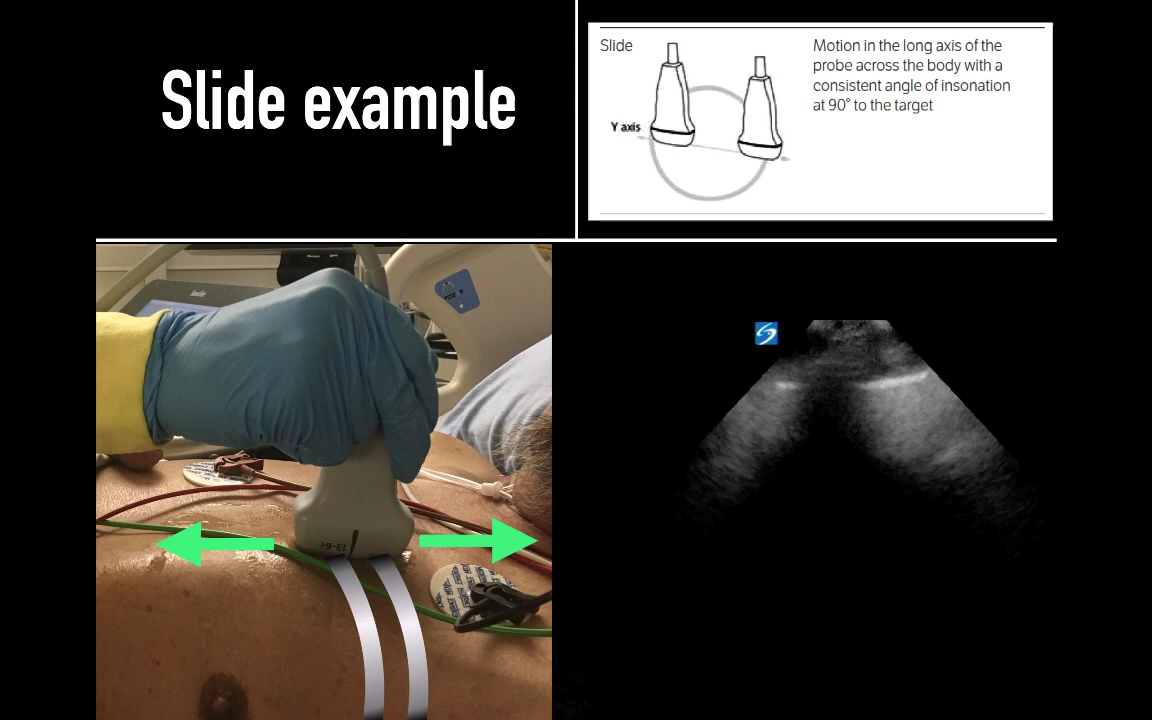 Slide example
Slide
Motion in the long axis of the
probe across the body with a
consistent angle of insonation
at 90° to the target
Y axis